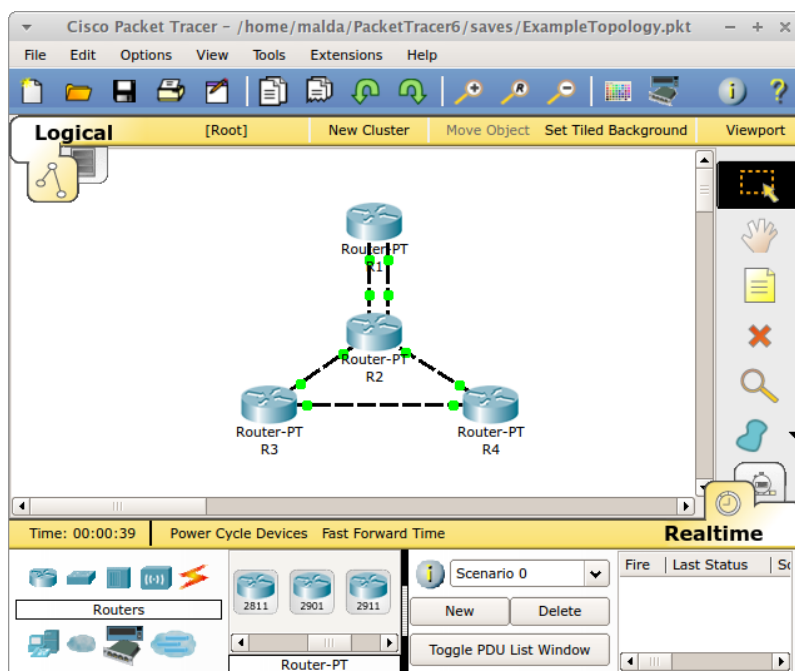 Cisco Packet Tracer - /home/malda/PacketTracer6/saves/ExampleTopology.pkt
File Edit Options View Tools Extensions Help
Logical [Root] New Cluster Move Object Set Tiled Background Viewport
Router-PT
R1
Router-PT
R2
Router-PT
R3
Router-PT
R4
Time: 00:00:39 Power Cycle Devices Fast Forward Time Realtime
Routers
2811 2901 2911
Router-PT
Scenario 0
New Delete
Toggle PDU List Window
Fire Last Status